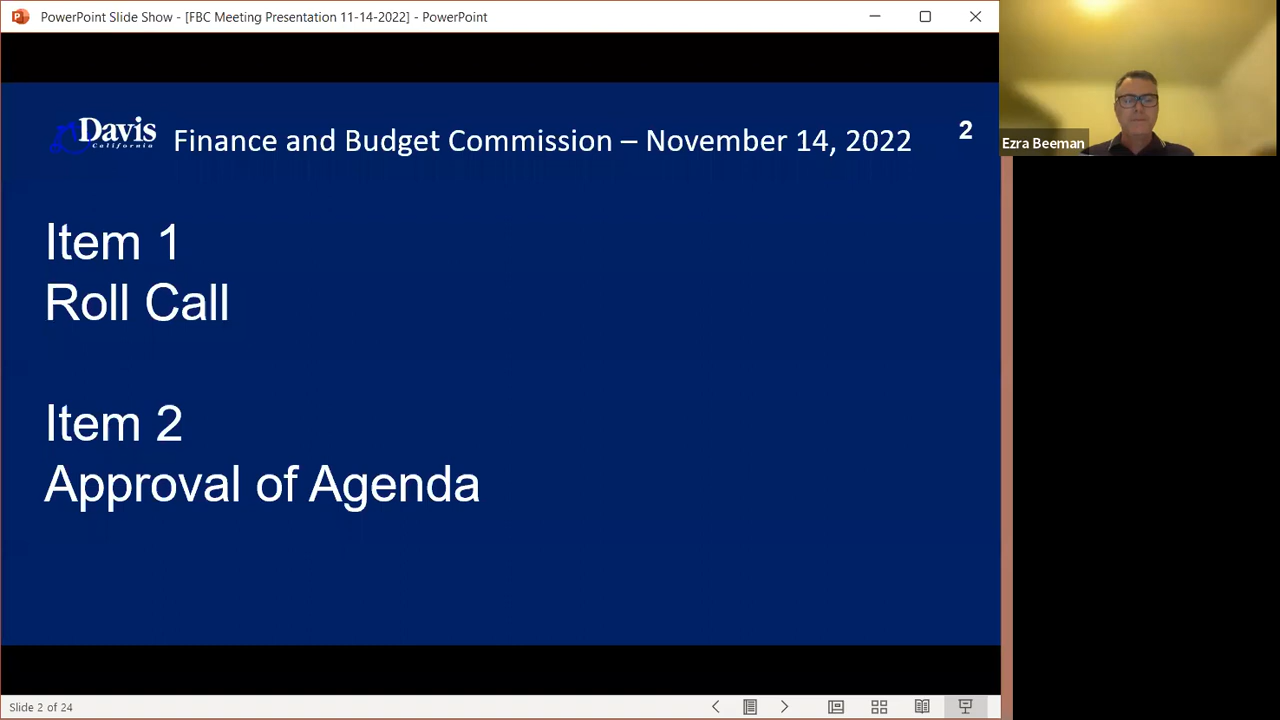 PowerPoint Slide Show - [FBC Meeting Presentation 11-14-2022] - PowerPoint
Davis
California
Finance and Budget Commission – November 14, 2022
2
Ezra Beeman
Item 1
Roll Call
Item 2
Approval of Agenda
Slide 2 of 24